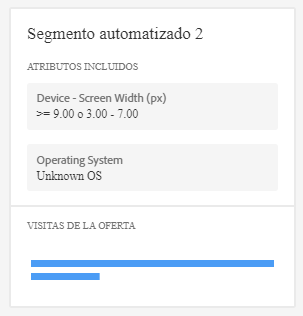 Segmento automatizado 2
ATRIBUTOS INCLUIDOS
Device - Screen Width (px)
>= 9.00 o 3.00 - 7.00
Operating System
Unknown OS
VISITAS DE LA OFERTA